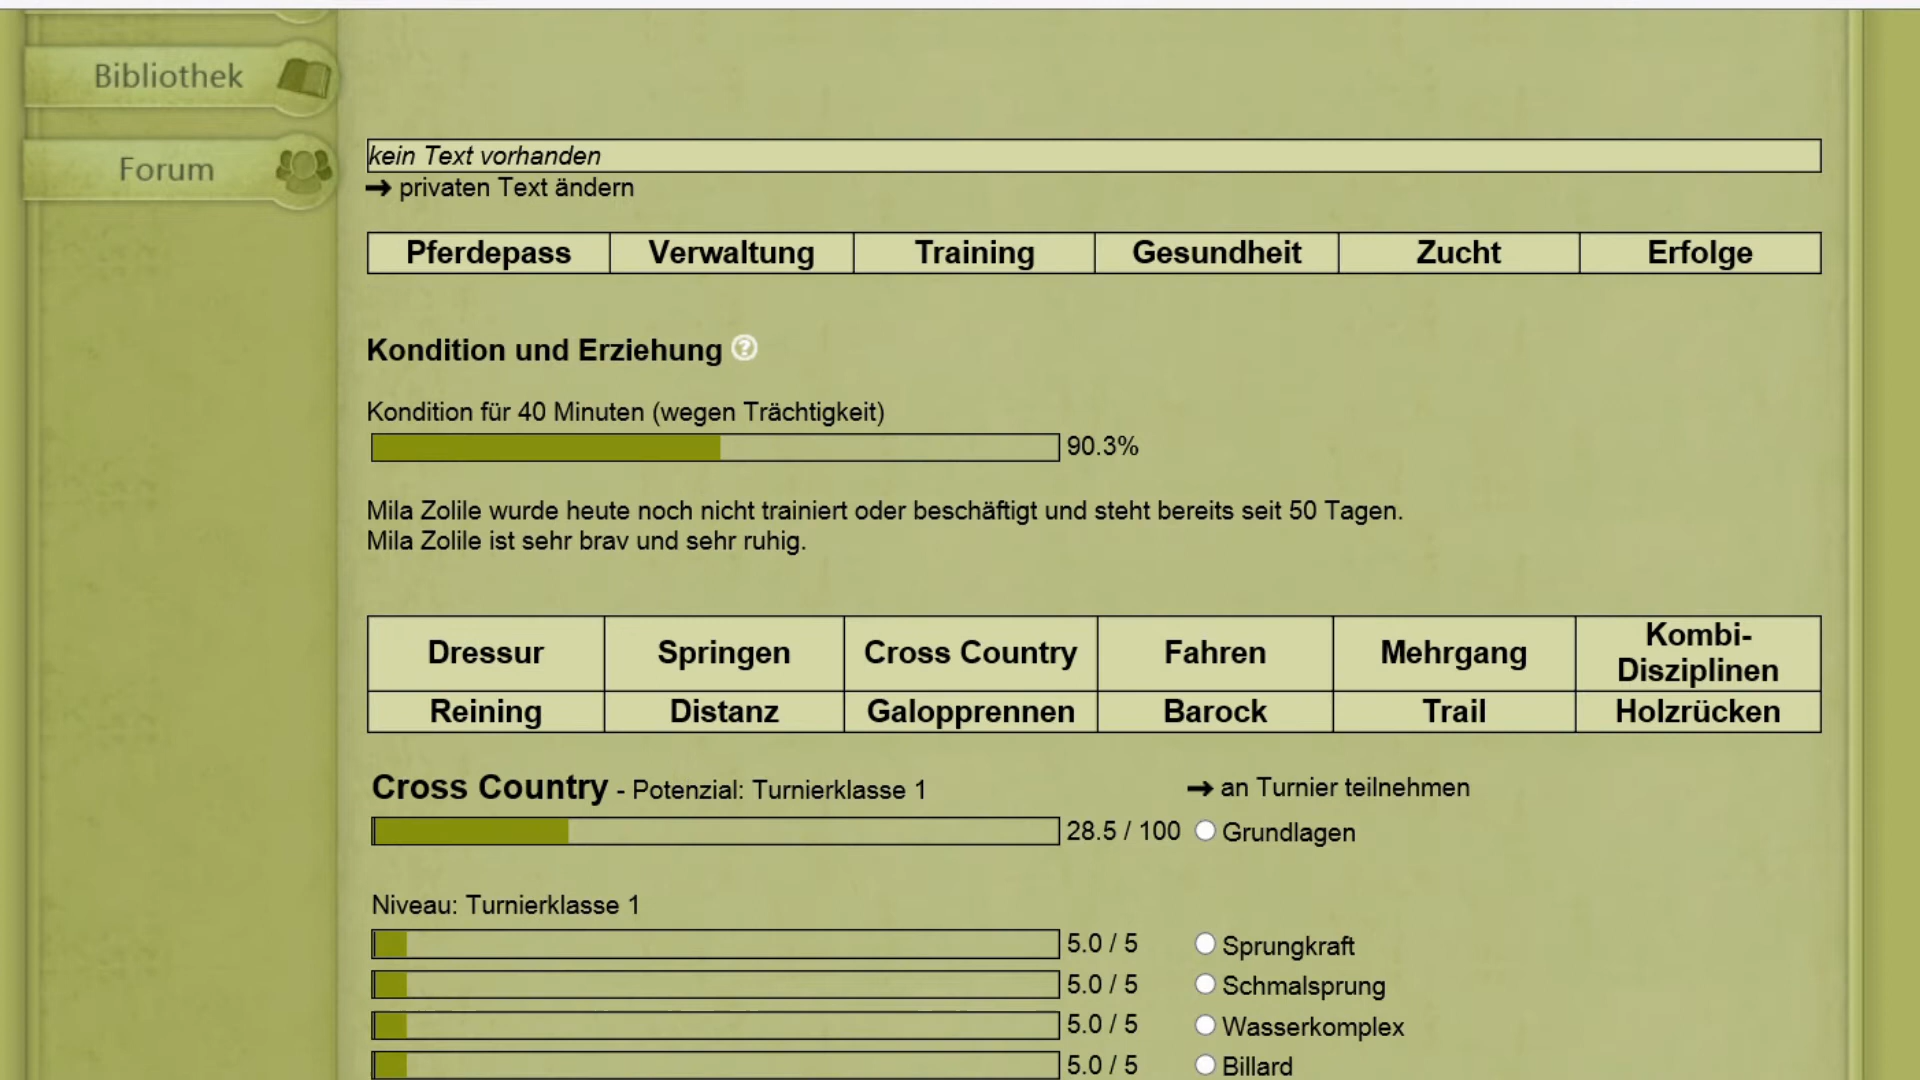 Bibliothek
Forum
kein Text vorhanden
→ privaten Text ändern
Pferdepass Verwaltung Training Gesundheit Zucht Erfolge
Kondition und Erziehung ?
Kondition für 40 Minuten (wegen Trächtigkeit)
90.3%
Mila Zolile wurde heute noch nicht trainiert oder beschäftigt und steht bereits seit 50 Tagen.
Mila Zolile ist sehr brav und sehr ruhig.
Dressur Springen Cross Country Fahren Mehrgang Kombi-
Disziplinen
Reining Distanz Galopprennen Barock Trail Holzrücken
Cross Country - Potenzial: Turnierklasse 1 → an Turnier teilnehmen
28.5 / 100 Grundlagen
Niveau: Turnierklasse 1
5.0 / 5 Sprungkraft
5.0 / 5 Schmalsprung
5.0 / 5 Wasserkomplex
5.0 / 5 Billard